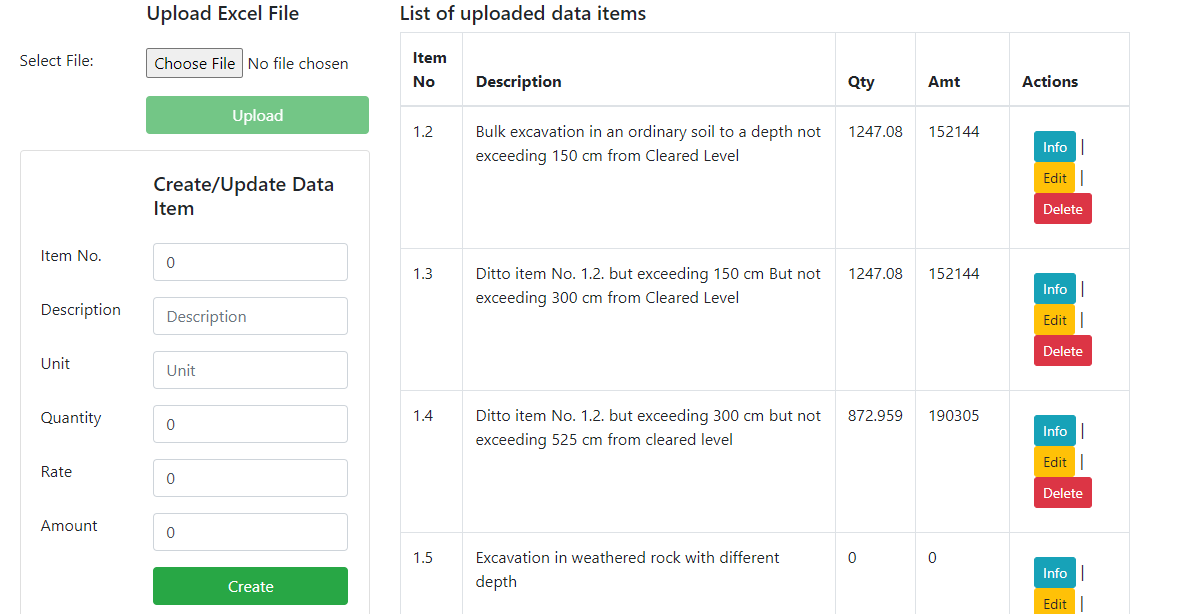 Upload Excel File
Select File:
Choose File No file chosen
Upload
Create/Update Data
Item
Item No.
0
Description
Description
Unit
Unit
Quantity
0
Rate
0
Amount
0
Create
List of uploaded data items
Item
No
Description
Qty
Amt
Actions
1.2
Bulk excavation in an ordinary soil to a depth not
exceeding 150 cm from Cleared Level
1247.08
152144
Info |
Edit |
Delete
1.3
Ditto item No. 1.2. but exceeding 150 cm But not
exceeding 300 cm from Cleared Level
1247.08
152144
Info |
Edit |
Delete
1.4
Ditto item No. 1.2. but exceeding 300 cm but not
exceeding 525 cm from cleared level
872.959
190305
Info |
Edit |
Delete
1.5
Excavation in weathered rock with different
depth
0
0
Info |
Edit |